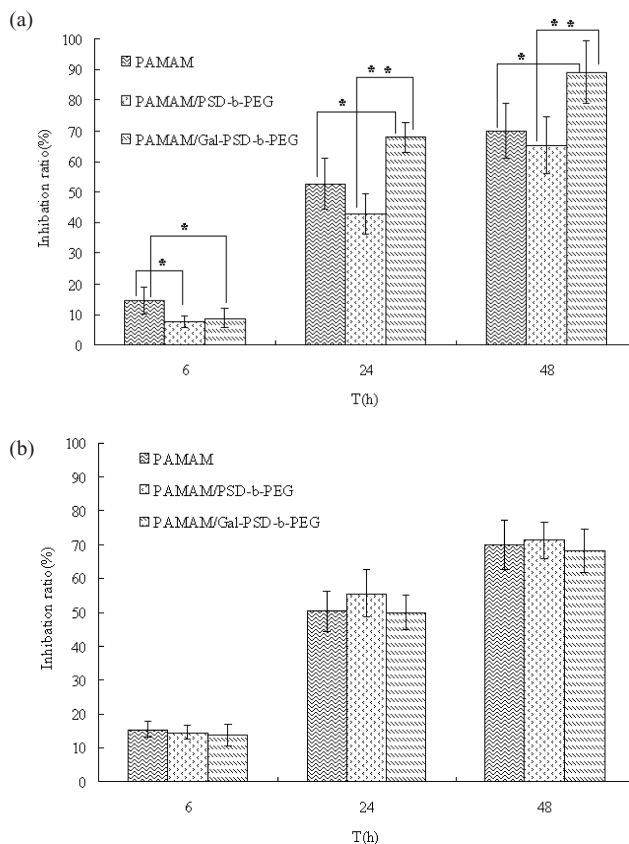 (a)
100
90
80
70
60
50
40
30
20
10
0
Inhibation ratio(%)
PAMAM
PAMAM/PSD-b-PEG
PAMAM/Gal-PSD-b-PEG
*
*
*
* *
*
* *
6 24 48
T(h)
(b)
100
90
80
70
60
50
40
30
20
10
0
Inhibation ratio(%)
PAMAM
PAMAM/PSD-b-PEG
PAMAM/Gal-PSD-b-PEG
6 24 48
T(h)